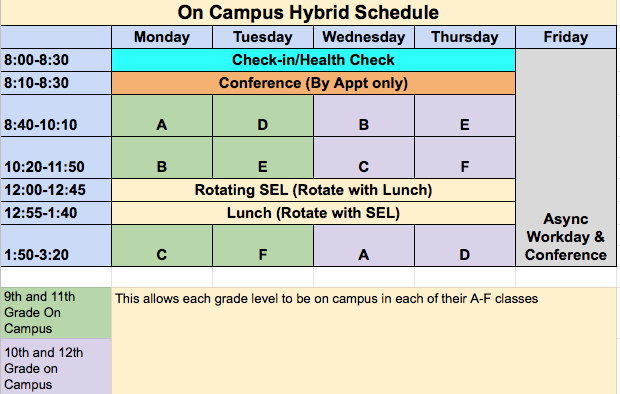 On Campus Hybrid Schedule
Monday Tuesday Wednesday Thursday Friday
8:00-8:30 Check-in/Health Check
8:10-8:30 Conference (By Appt only)
8:40-10:10 A D B E
10:20-11:50 B E C F
12:00-12:45 Rotating SEL (Rotate with Lunch)
12:55-1:40 Lunch (Rotate with SEL)
1:50-3:20 C F A D
Async
Workday &
Conference
9th and 11th
Grade On
Campus
This allows each grade level to be on campus in each of their A-F classes
10th and 12th
Grade on
Campus